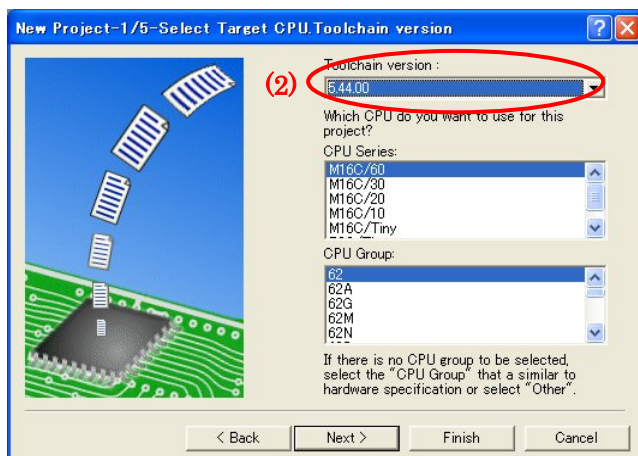 New Project-1/5-Select Target CPU.Toolchain version
Toolchain version :
(2)
5.44.00
Which CPU do you want to use for this
project?
CPU Series:
M16C/60
M16C/30
M16C/20
M16C/10
M16C/Tiny
CPU Group:
62
62A
62G
62M
62N
If there is no CPU group to be selected,
select the "CPU Group" that a similar to
hardware specification or select "Other".
< Back
Next >
Finish
Cancel